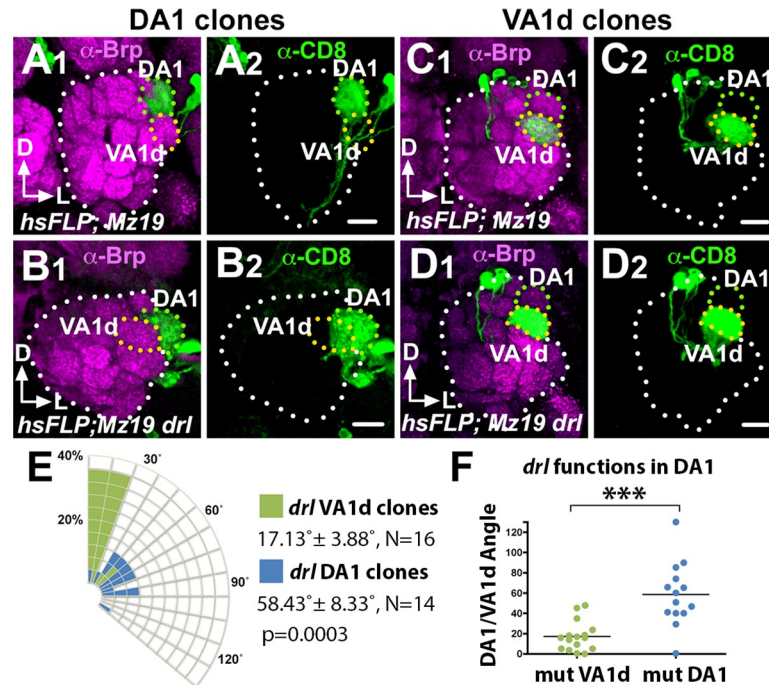 DA1 clones
VA1d clones
A1
α-Brp
DA1
VA1d
D
L
hsFLP; Mz19
A2
α-CD8
DA1
VA1d
C1
α-Brp
DA1
VA1d
D
L
hsFLP; Mz19
C2
α-CD8
DA1
VA1d
B1
α-Brp
DA1
VA1d
D
L
hsFLP;Mz19 drl
B2
α-CD8
DA1
VA1d
D1
α-Brp
DA1
VA1d
D
L
hsFLP;Mz19 drl
D2
α-CD8
DA1
VA1d
E
40%
20%
30°
60°
90°
120°
drl VA1d clones
17.13°± 3.88°, N=16
drl DA1 clones
58.43°± 8.33°, N=14
p=0.0003
F
drl functions in DA1
***
DA1/VA1d Angle
120
100
80
60
40
20
0
mut VA1d
mut DA1